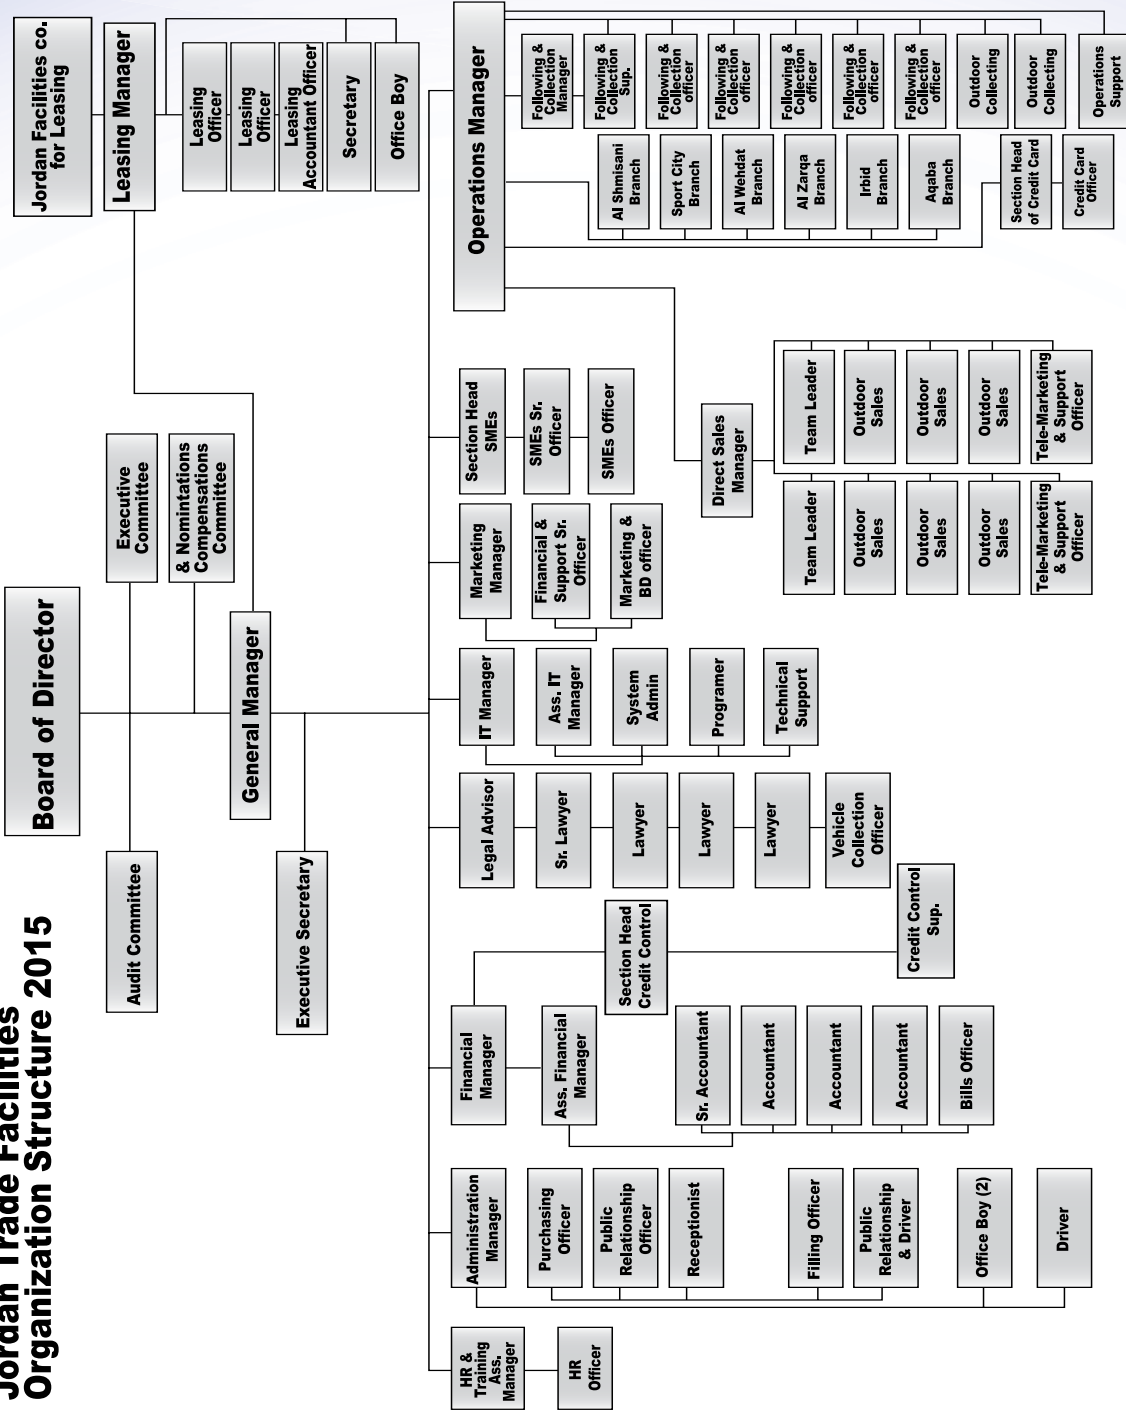 Jordan Trade Facilities
Organization Structure 2015
Board of Director
Audit Committee
Executive
Committee
& Nomintations
Compensations
Committee
General Manager
Executive Secretary
Jordan Facilities co.
for Leasing
Leasing Manager
Leasing
Officer
Leasing
Officer
Leasing
Accountant Officer
Secretary
Office Boy
HR &
Training
Ass.
Manager
HR
Officer
Administration
Manager
Purchasing
Officer
Public
Relationship
Officer
Receptionist
Filling Officer
Public
Relationship
& Driver
Office Boy (2)
Driver
Financial
Manager
Ass. Financial
Manager
Sr. Accountant
Accountant
Accountant
Accountant
Bills Officer
Section Head
Credit Control
Credit Control
Sup.
Legal Advisor
Sr. Lawyer
Lawyer
Lawyer
Lawyer
Vehicle
Collection
Officer
IT Manager
Ass. IT
Manager
System
Admin
Programer
Technical
Support
Marketing
Manager
Financial &
Support Sr.
Officer
Marketing &
BD officer
Section Head
SMEs
SMEs Sr.
Officer
SMEs Officer
Operations Manager
Direct Sales
Manager
Team Leader
Outdoor
Sales
Outdoor
Sales
Outdoor
Sales
Tele-Marketing
& Support
Officer
Team Leader
Outdoor
Sales
Outdoor
Sales
Outdoor
Sales
Tele-Marketing
& Support
Officer
Al Shmisani
Branch
Sport City
Branch
Al Wehdat
Branch
Al Zarqa
Branch
Irbid
Branch
Aqaba
Branch
Section Head
of Credit Card
Credit Card
Officer
Following &
Collection
Manager
Following &
Collection
Sup.
Following &
Collection
officer
Following &
Collection
officer
Following &
Collection
officer
Following &
Collection
officer
Following &
Collection
officer
Outdoor
Collecting
Outdoor
Collecting
Operations
Support